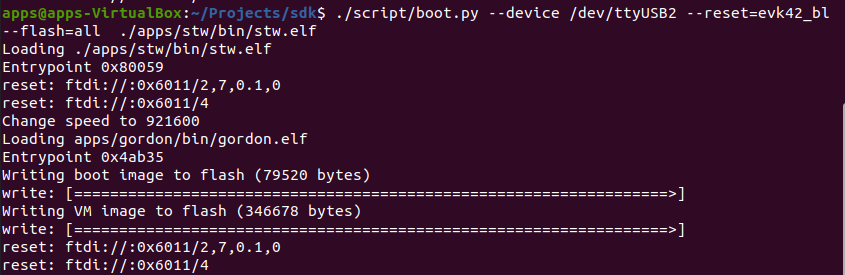 apps@apps-VirtualBox:~/Projects/sdk$ ./script/boot.py --device /dev/ttyUSB2 --reset=evk42_bl
--flash=all  ./apps/stw/bin/stw.elf
Loading ./apps/stw/bin/stw.elf
Entrypoint 0x80059
reset: ftdi://:0x6011/2,7,0.1,0
reset: ftdi://:0x6011/4
Change speed to 921600
Loading apps/gordon/bin/gordon.elf
Entrypoint 0x4ab35
Writing boot image to flash (79520 bytes)
write: [==================================================================>]
Writing VM image to flash (346678 bytes)
write: [==================================================================>]
reset: ftdi://:0x6011/2,7,0.1,0
reset: ftdi://:0x6011/4